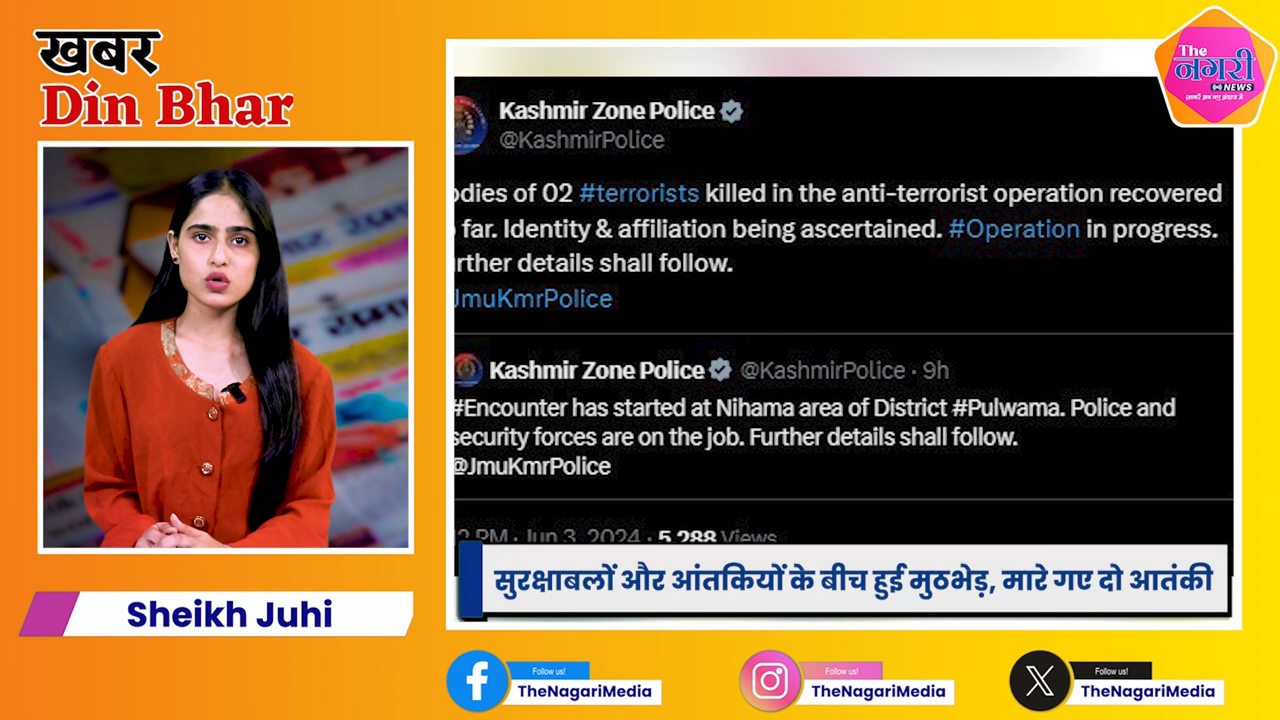 खबर
Din Bhar
The
नगरी
NEWS
Kashmir Zone Police
@KashmirPolice
odies of 02 #terrorists killed in the anti-terrorist operation recovered
far. Identity & affiliation being ascertained. #Operation in progress.
rther details shall follow.
JmuKmrPolice
Kashmir Zone Police @KashmirPolice · 9h
#Encounter has started at Nihama area of District #Pulwama. Police and
security forces are on the job. Further details shall follow.
@JmuKmrPolice
2 PM · Jun 3, 2024 · 5,288 Views
सुरक्षाबलों और आंतकियों के बीच हुई मुठभेड़, मारे गए दो आतंकी
Sheikh Juhi
Follow us!
TheNagariMedia
Follow us!
TheNagariMedia
Follow us!
TheNagariMedia